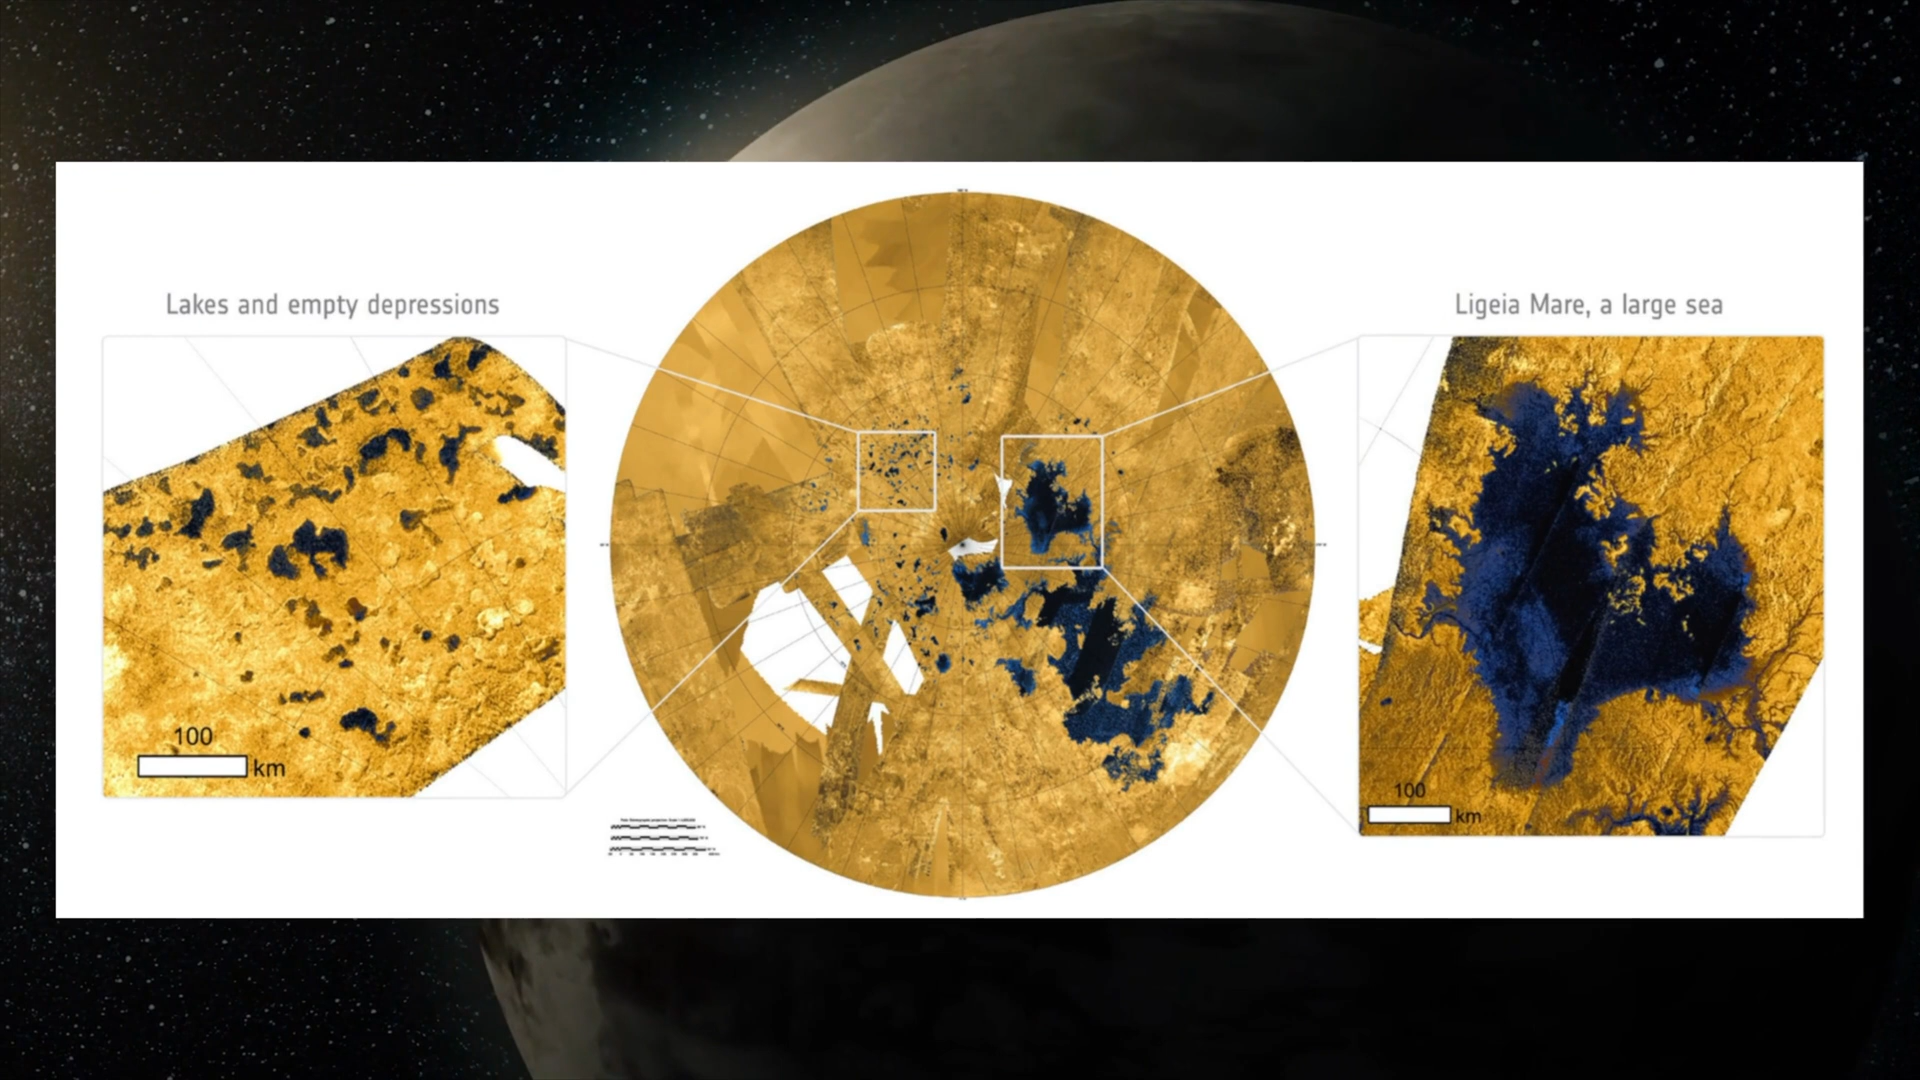 Lakes and empty depressions
Ligeia Mare, a large sea
100
km
100
km